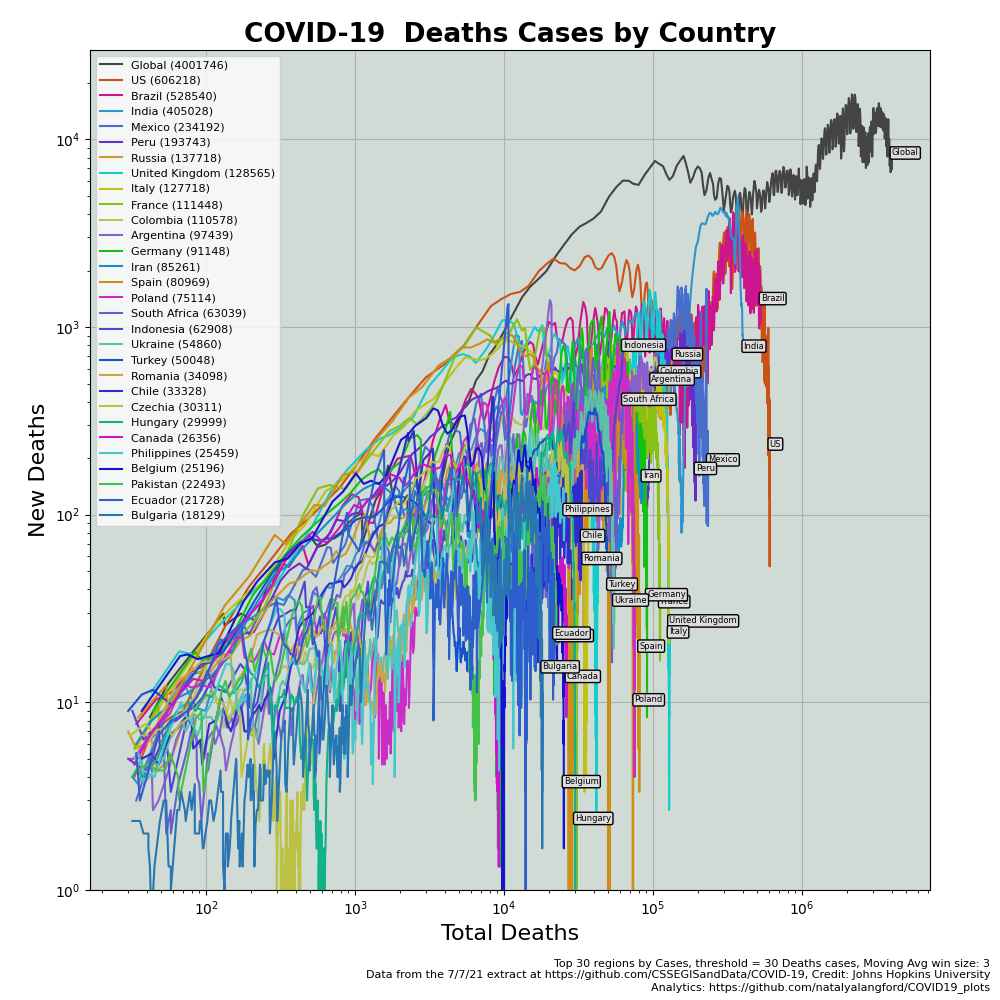 COVID-19  Deaths Cases by Country
Global (4001746)
US (606218)
Brazil (528540)
India (405028)
Mexico (234192)
Peru (193743)
Russia (137718)
United Kingdom (128565)
Italy (127718)
France (111448)
Colombia (110578)
Argentina (97439)
Germany (91148)
Iran (85261)
Spain (80969)
Poland (75114)
South Africa (63039)
Indonesia (62908)
Ukraine (54860)
Turkey (50048)
Romania (34098)
Chile (33328)
Czechia (30311)
Hungary (29999)
Canada (26356)
Philippines (25459)
Belgium (25196)
Pakistan (22493)
Ecuador (21728)
Bulgaria (18129)
Global
Brazil
Indonesia
India
Russia
Colombia
Argentina
South Africa
US
Mexico
Peru
Iran
Philippines
Chile
Romania
Turkey
Germany
Ukraine
France
United Kingdom
Italy
Ecuador
Spain
Bulgaria
Canada
Poland
Belgium
Hungary
10⁴
10³
10²
10¹
10⁰
New Deaths
10² 10³ 10⁴ 10⁵ 10⁶
Total Deaths
Top 30 regions by Cases, threshold = 30 Deaths cases, Moving Avg win size: 3
Data from the 7/7/21 extract at https://github.com/CSSEGISandData/COVID-19, Credit: Johns Hopkins University
Analytics: https://github.com/natalyalangford/COVID19_plots